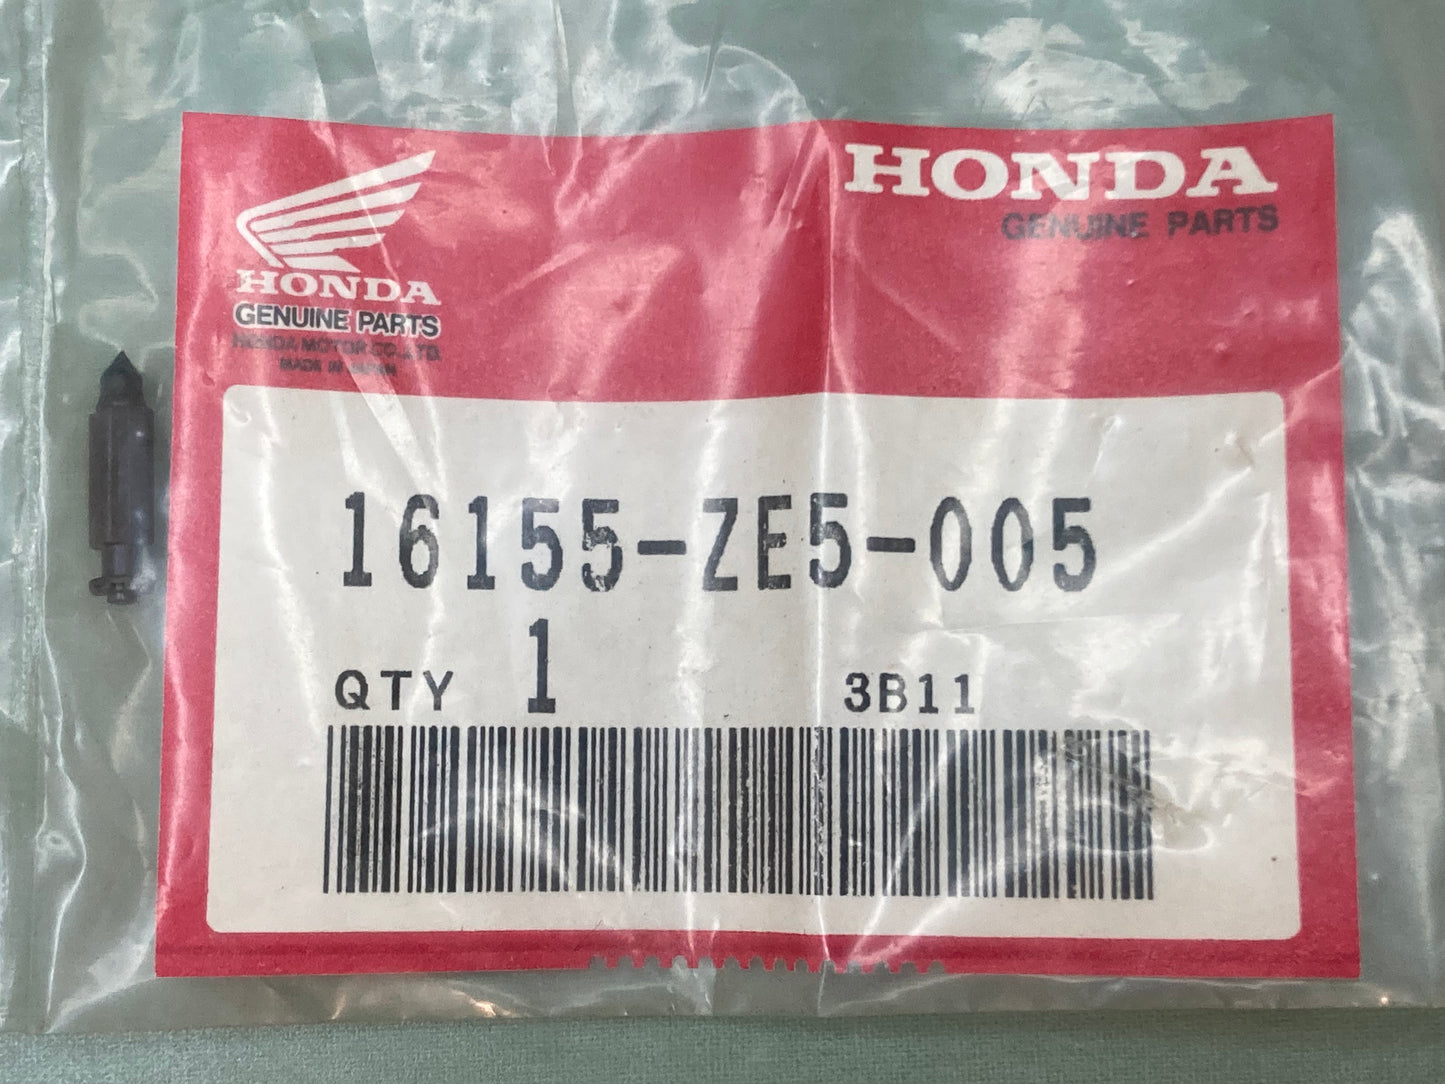 HONDA
GENUINE PARTS
HONDA
GENUINE PARTS
HONDA MOTOR CO., LTD.
MADE IN JAPAN
16155-ZE5-005
QTY 1 3B11